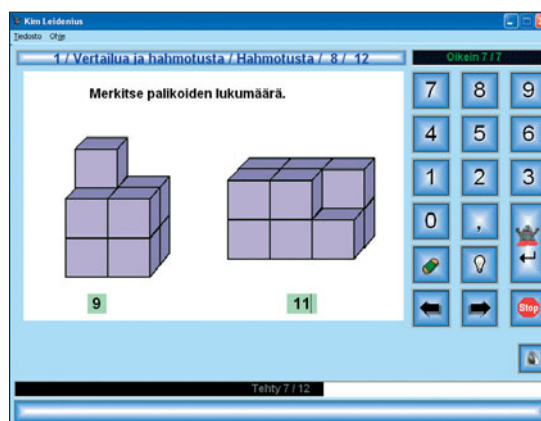 Kim Leidenius
Tiedosto Ohje
1 / Vertailua ja hahmotusta / Hahmotusta / 8 / 12
Oikein 7 / 7
Merkitse palikoiden lukumäärä.
7 8 9
4 5 6
1 2 3
0 ,
9 11
Stop
Tehty 7 / 12